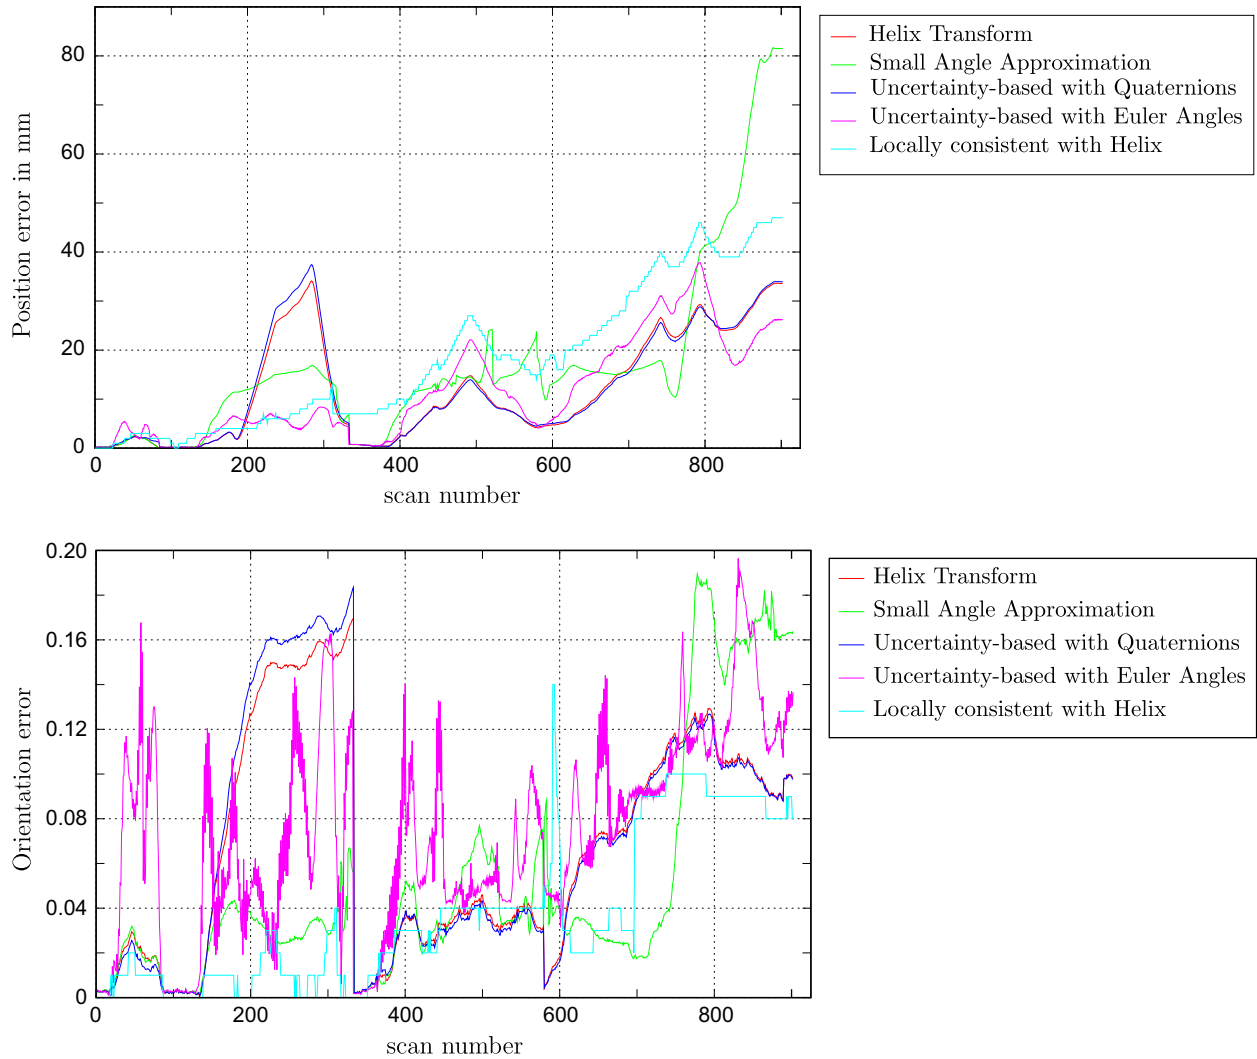 80
60
40
20
0
0 200 400 600 800
Position error in mm
scan number
Helix Transform
Small Angle Approximation
Uncertainty-based with Quaternions
Uncertainty-based with Euler Angles
Locally consistent with Helix
0.20
0.16
0.12
0.08
0.04
0
0 200 400 600 800
Orientation error
scan number
Helix Transform
Small Angle Approximation
Uncertainty-based with Quaternions
Uncertainty-based with Euler Angles
Locally consistent with Helix